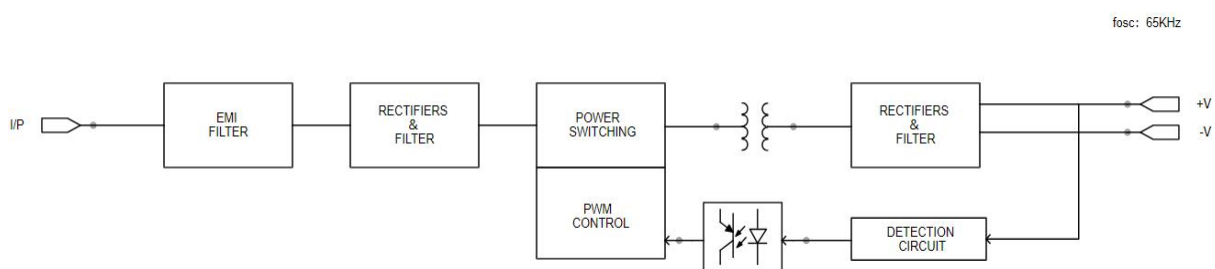 fosc: 65KHz
I/P
EMI
FILTER
RECTIFIERS
&
FILTER
POWER
SWITCHING
RECTIFIERS
&
FILTER
+V
-V
PWM
CONTROL
DETECTION
CIRCUIT